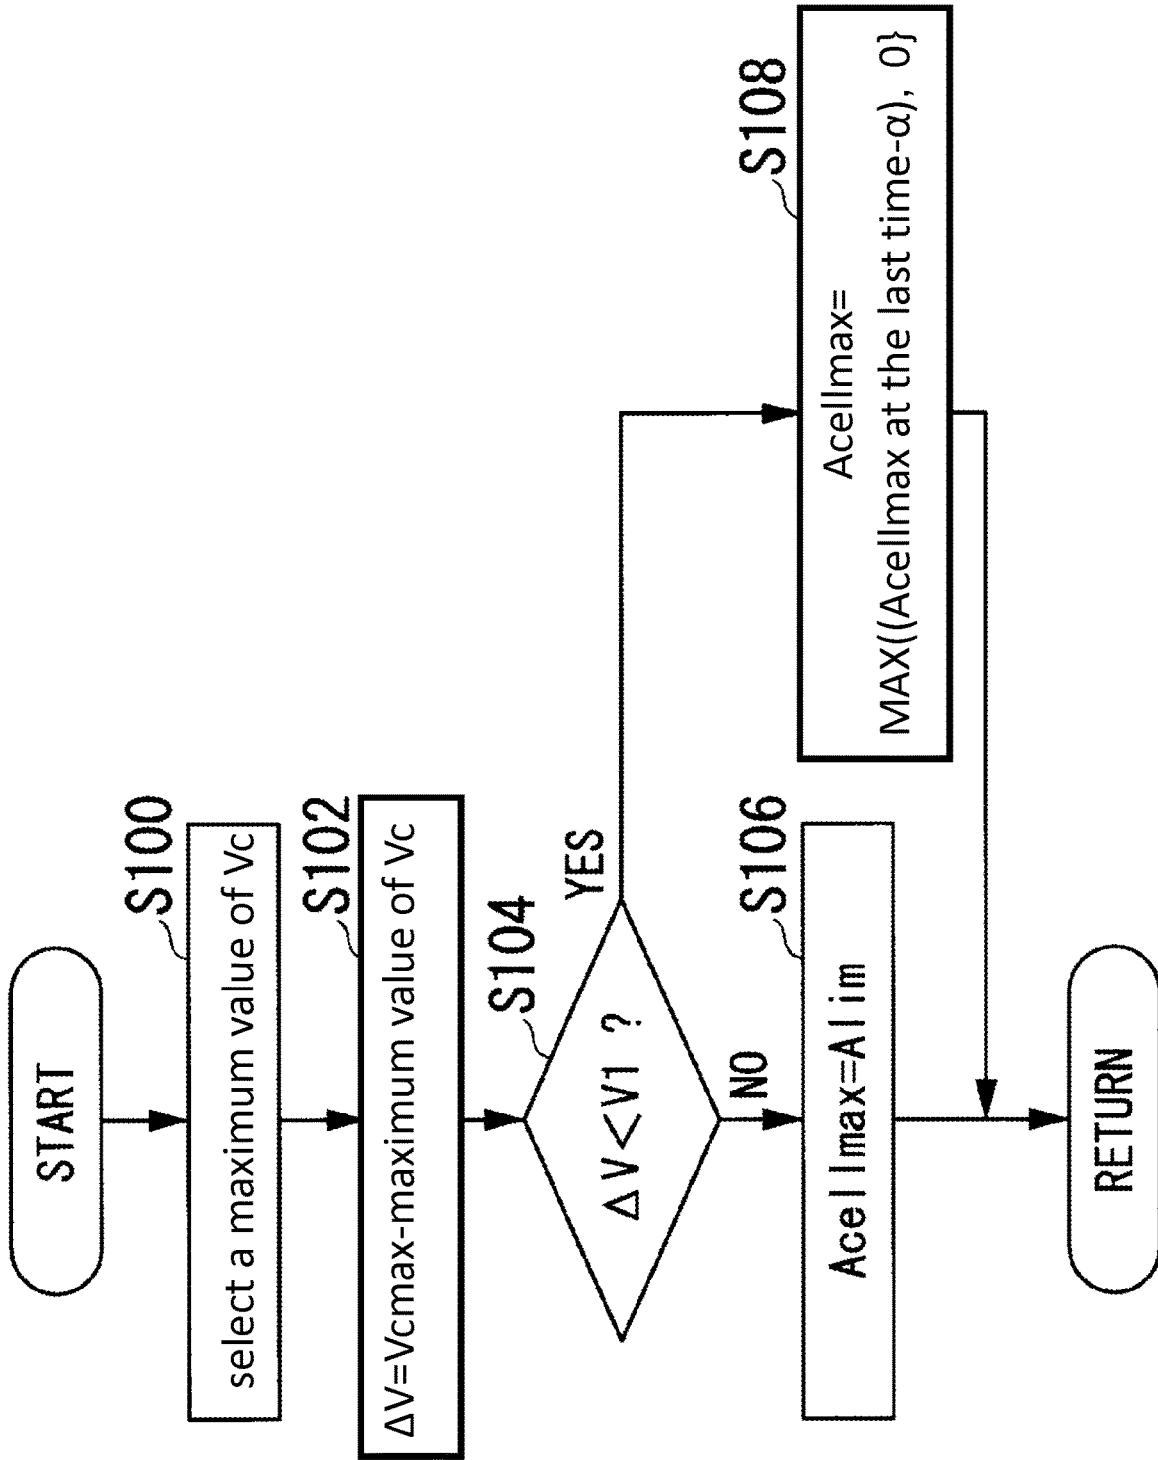 START
S100
select a maximum value of Vc
S102
ΔV=Vcmax-maximum value of Vc
S104
ΔV<V1 ?
YES
NO
S106
Acellmax=Alim
S108
Acellmax=
MAX((Acellmax at the last time-α), 0}
RETURN